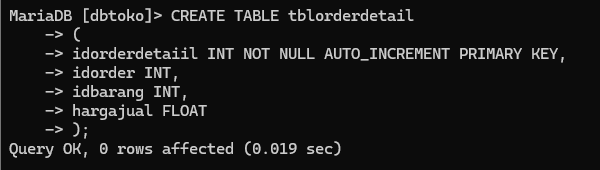 MariaDB [dbtoko]> CREATE TABLE tblorderdetail
    -> (
    -> idorderdetaiil INT NOT NULL AUTO_INCREMENT PRIMARY KEY,
    -> idorder INT,
    -> idbarang INT,
    -> hargajual FLOAT
    -> );
Query OK, 0 rows affected (0.019 sec)